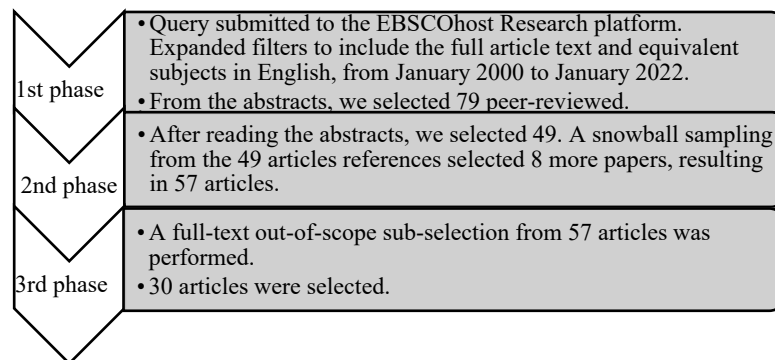 1st phase
•Query submitted to the EBSCOhost Research platform.
Expanded filters to include the full article text and equivalent
subjects in English, from January 2000 to January 2022.
•From the abstracts, we selected 79 peer-reviewed.
2nd phase
•After reading the abstracts, we selected 49. A snowball sampling
from the 49 articles references selected 8 more papers, resulting
in 57 articles.
3rd phase
•A full-text out-of-scope sub-selection from 57 articles was
performed.
•30 articles were selected.